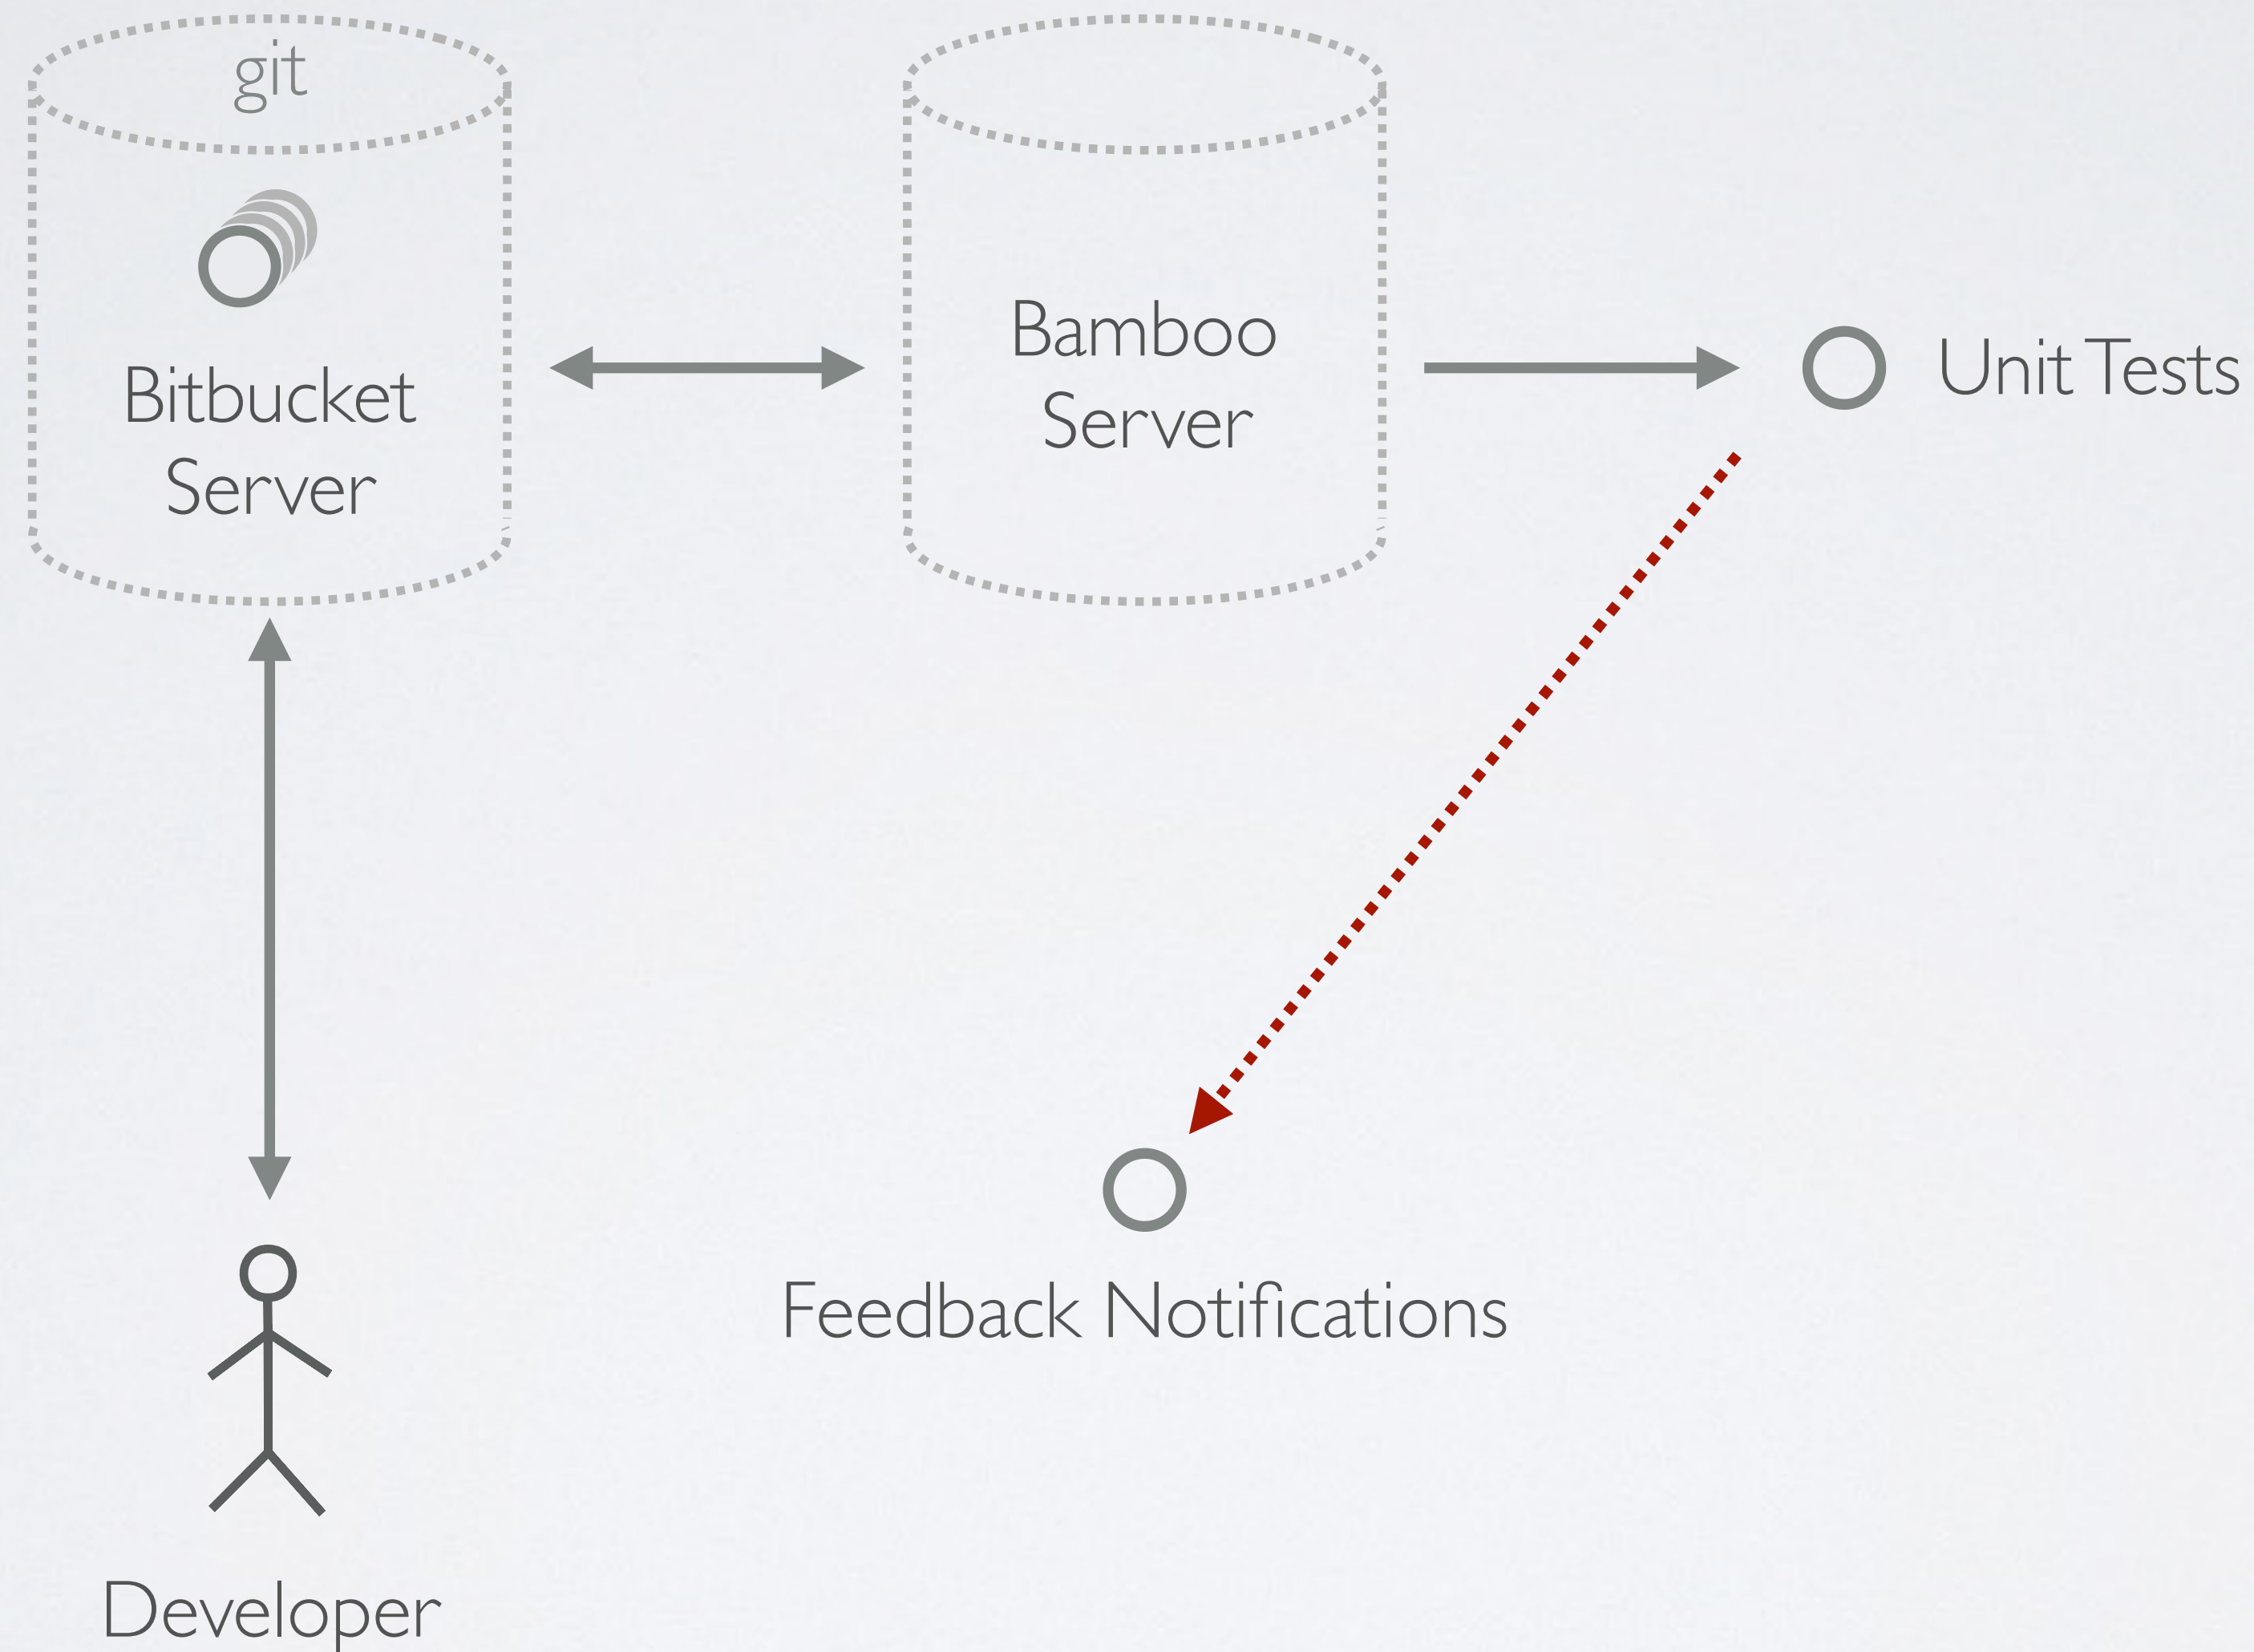 git
Bitbucket
Server
Bamboo
Server
Unit Tests
Feedback Notifications
Developer